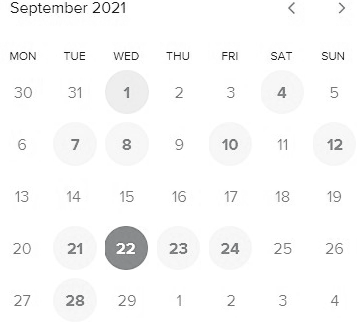 September 2021
MON TUE WED THU FRI SAT SUN
30 31 1 2 3 4 5
6 7 8 9 10 11 12
13 14 15 16 17 18 19
20 21 22 23 24 25 26
27 28 29 1 2 3 4